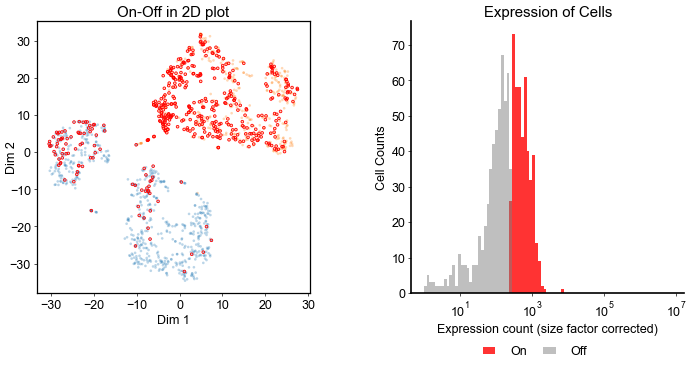 On-Off in 2D plot
30
20
10
0
−10
−20
−30
Dim 2
−30 −20 −10 0 10 20 30
Dim 1
Expression of Cells
70
60
50
40
30
20
10
0
Cell Counts
10^1 10^3 10^5 10^7
Expression count (size factor corrected)
On Off